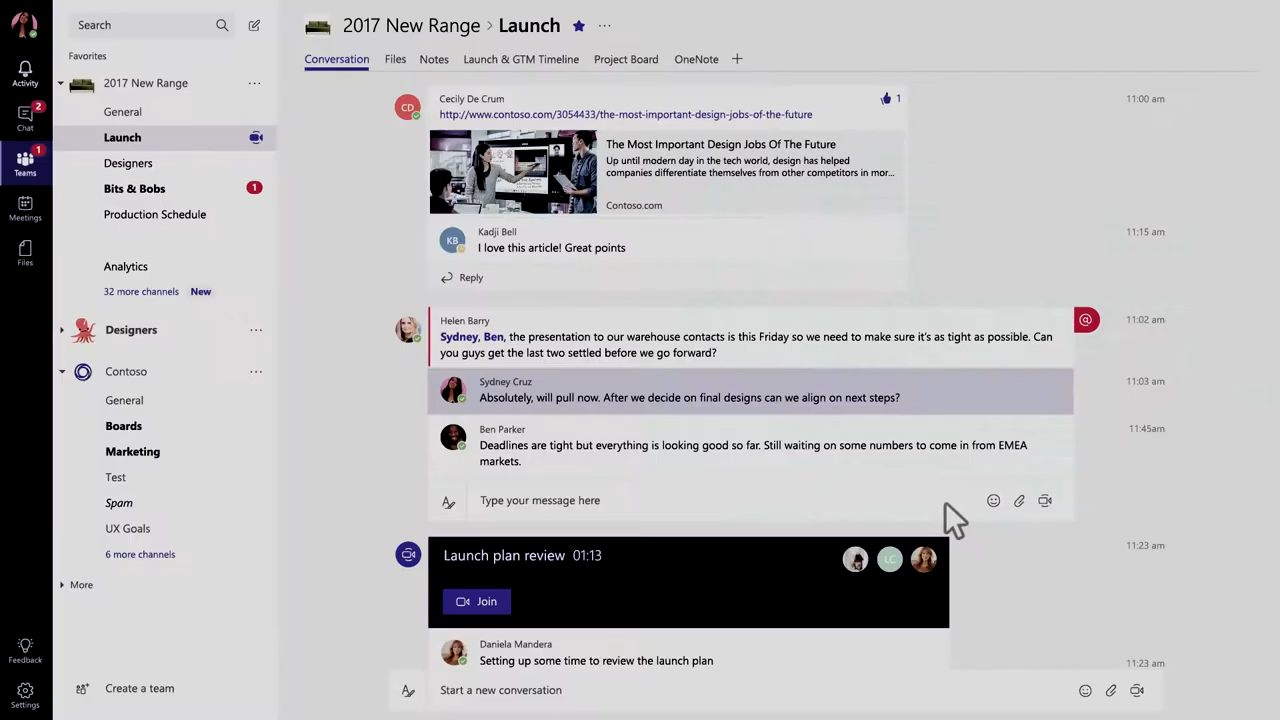 Search
Activity
2
Chat
1
Teams
Meetings
Files
Feedback
Settings
Favorites
2017 New Range ...
General
Launch
Designers
Bits & Bobs 1
Production Schedule
Analytics
32 more channels New
Designers ...
Contoso ...
General
Boards
Marketing
Test
Spam
UX Goals
6 more channels
More
Create a team
2017 New Range > Launch ...
Conversation Files Notes Launch & GTM Timeline Project Board OneNote +
CD Cecily De Crum 1 11:00 am
http://www.contoso.com/3054433/the-most-important-design-jobs-of-the-future
The Most Important Design Jobs Of The Future
Up until modern day in the tech world, design has helped
companies differentiate themselves from other competitors in mor...
Contoso.com
KB Kadji Bell 11:15 am
I love this article! Great points
Reply
Helen Barry @ 11:02 am
Sydney, Ben, the presentation to our warehouse contacts is this Friday so we need to make sure it's as tight as possible. Can
you guys get the last two settled before we go forward?
Sydney Cruz 11:03 am
Absolutely, will pull now. After we decide on final designs can we align on next steps?
Ben Parker 11:45am
Deadlines are tight but everything is looking good so far. Still waiting on some numbers to come in from EMEA
markets.
Type your message here
Launch plan review 01:13 LC 11:23 am
Join
Daniela Mandera
Setting up some time to review the launch plan 11:23 am
Start a new conversation